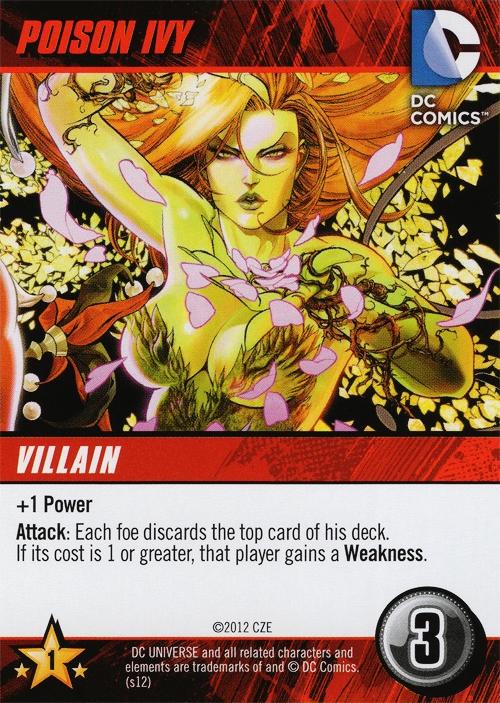 POISON IVY
DC
DC
COMICS™
VILLAIN
+1 Power
Attack: Each foe discards the top card of his deck.
If its cost is 1 or greater, that player gains a Weakness.
©2012 CZE
1
DC UNIVERSE and all related characters and
elements are trademarks of and © DC Comics.
(s12)
3